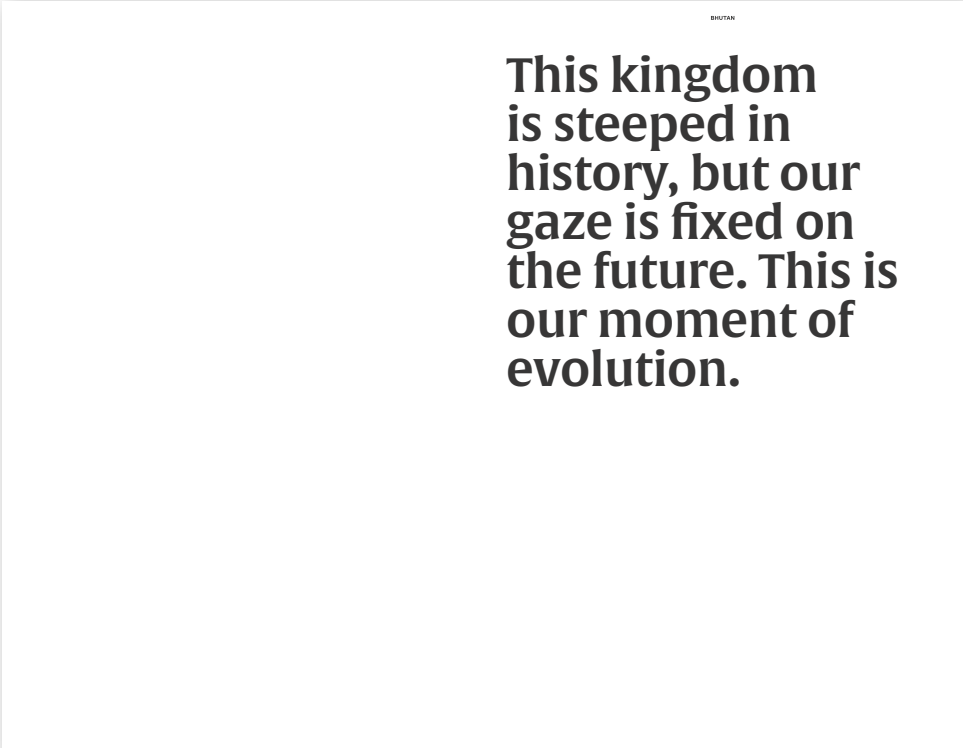 BHUTAN
This kingdom
is steeped in
history, but our
gaze is fixed on
the future. This is
our moment of
evolution.